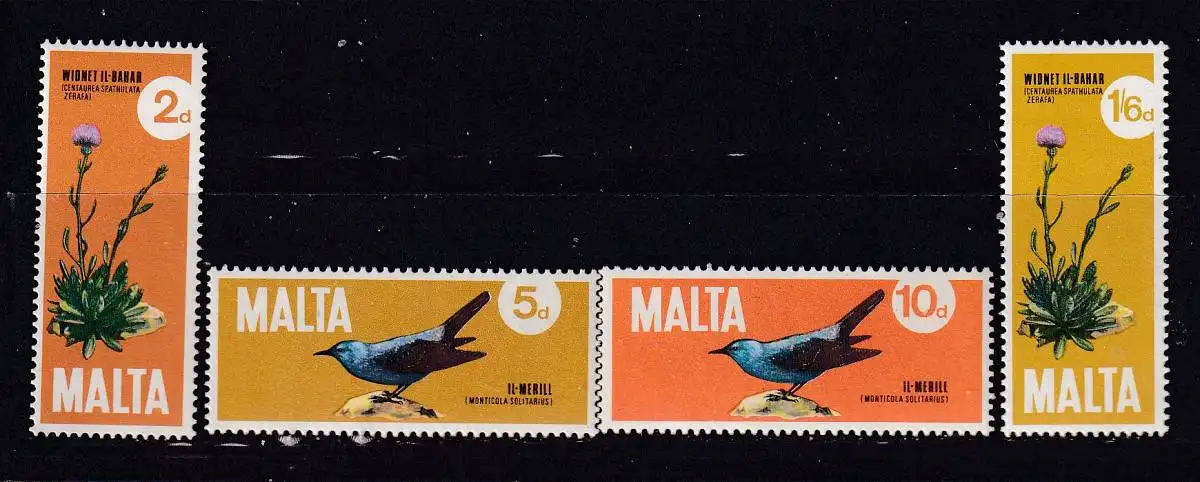 WIDNET IL-BAHAR
(CENTAUREA SPATHULATA
ZERAFA)
2d
MALTA
MALTA
5d
IL-MERILL
(MONTICOLA SOLITARIUS)
MALTA
10d
IL-MERILL
(MONTICOLA SOLITARIUS)
WIDNET IL-BAHAR
(CENTAUREA SPATHULATA
ZERAFA)
1/6d
MALTA